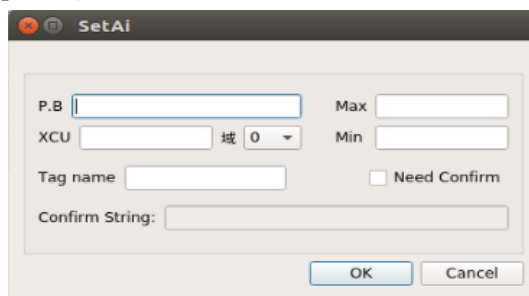 SetAi
P.B Max
XCU 域 0 Min
Tag name Need Confirm
Confirm String:
OK Cancel